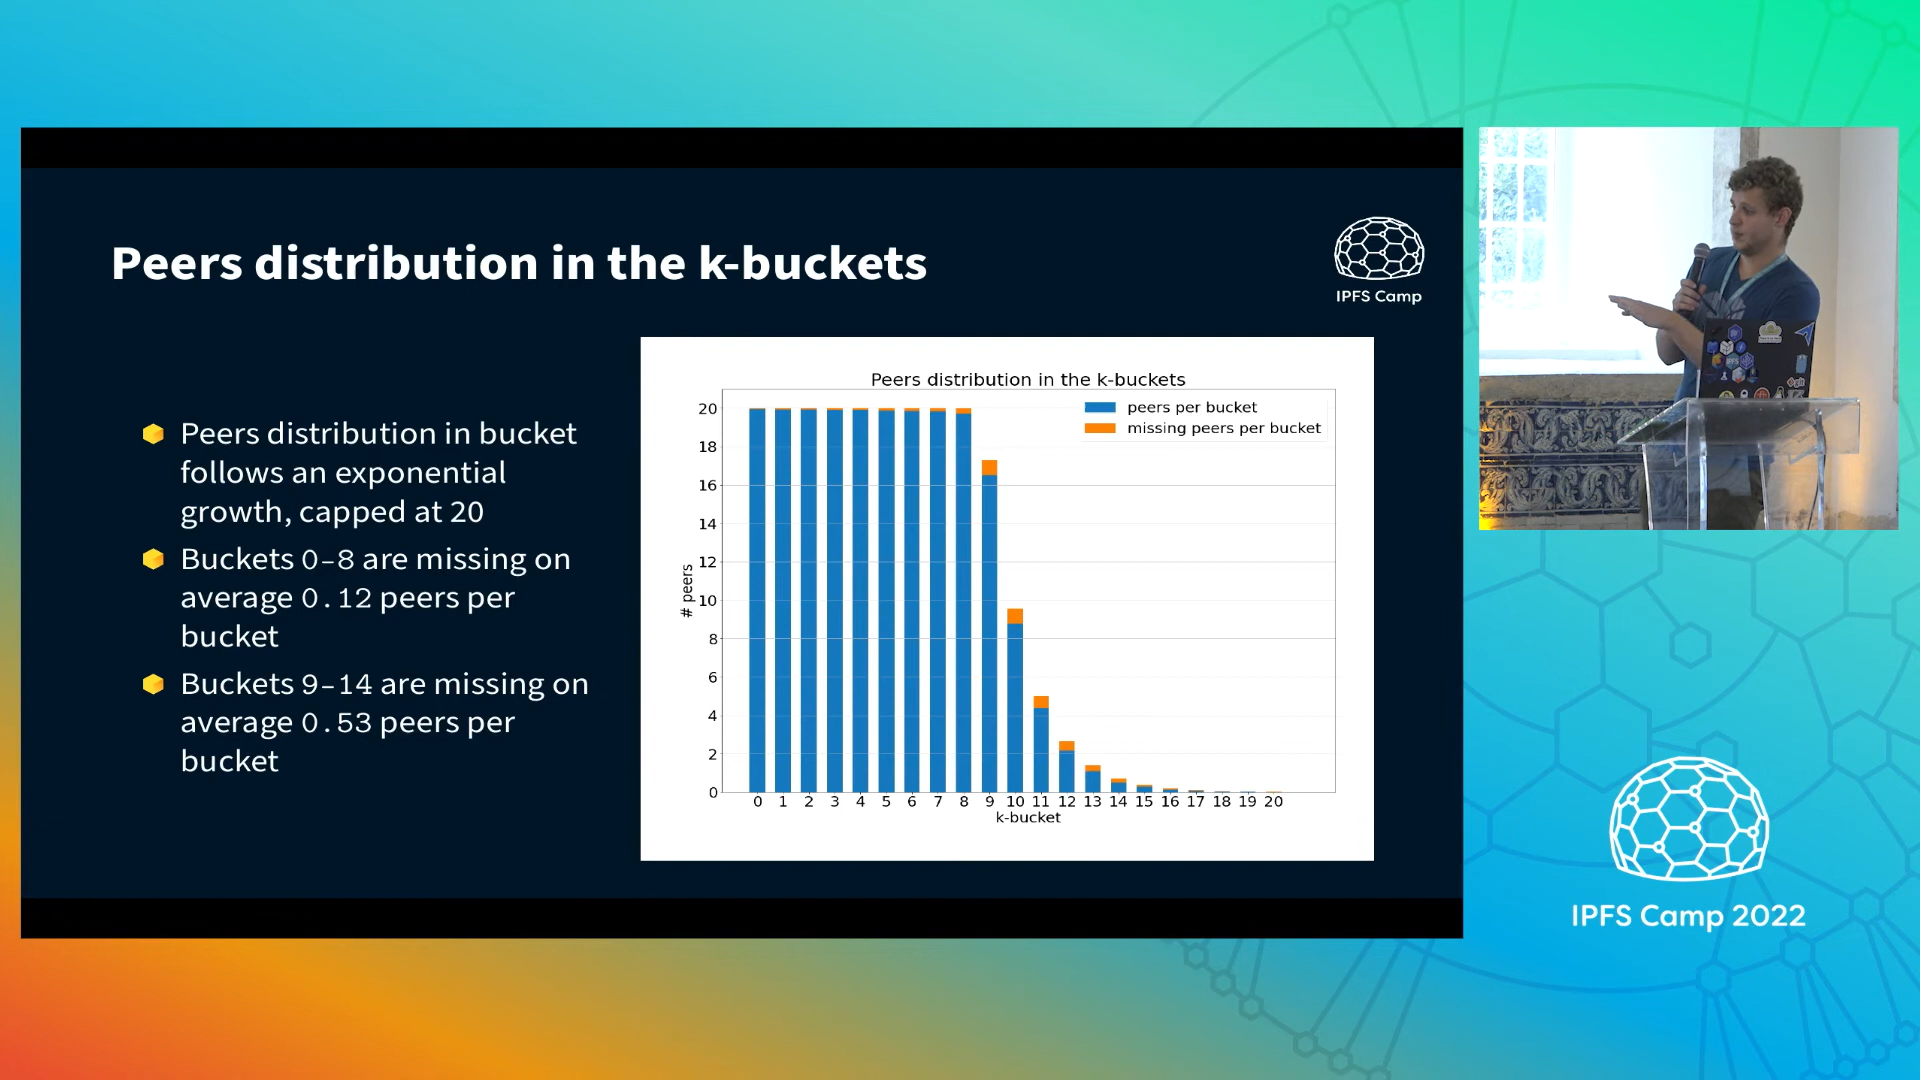 Peers distribution in the k-buckets
IPFS Camp
Peers distribution in bucket
follows an exponential
growth, capped at 20
Buckets 0-8 are missing on
average 0.12 peers per
bucket
Buckets 9-14 are missing on
average 0.53 peers per
bucket
Peers distribution in the k-buckets
peers per bucket
missing peers per bucket
# peers
20
18
16
14
12
10
8
6
4
2
0
0 1 2 3 4 5 6 7 8 9 10 11 12 13 14 15 16 17 18 19 20
k-bucket
IPFS Camp 2022